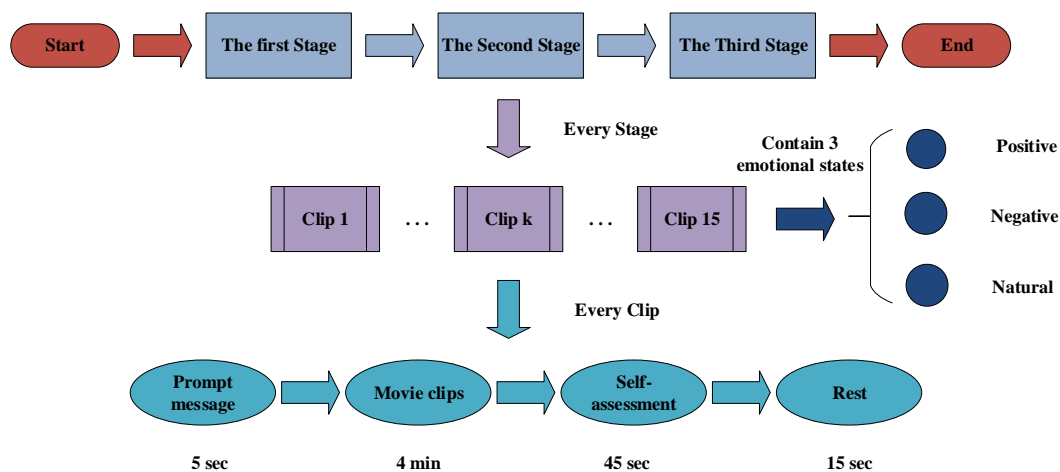 Start
The first Stage
The Second Stage
The Third Stage
End
Every Stage
Contain 3
emotional states
Positive
Negative
Natural
Clip 1
...
Clip k
...
Clip 15
Every Clip
Prompt
message
Movie clips
Self-
assessment
Rest
5 sec
4 min
45 sec
15 sec